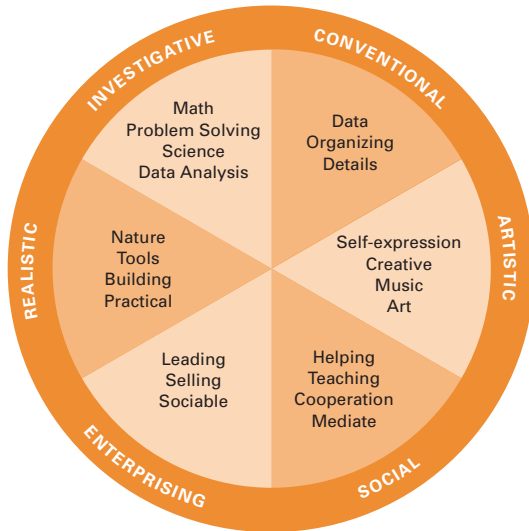 INVESTIGATIVE
Math
Problem Solving
Science
Data Analysis
CONVENTIONAL
Data
Organizing
Details
ARTISTIC
Self-expression
Creative
Music
Art
SOCIAL
Helping
Teaching
Cooperation
Mediate
ENTERPRISING
Leading
Selling
Sociable
REALISTIC
Nature
Tools
Building
Practical